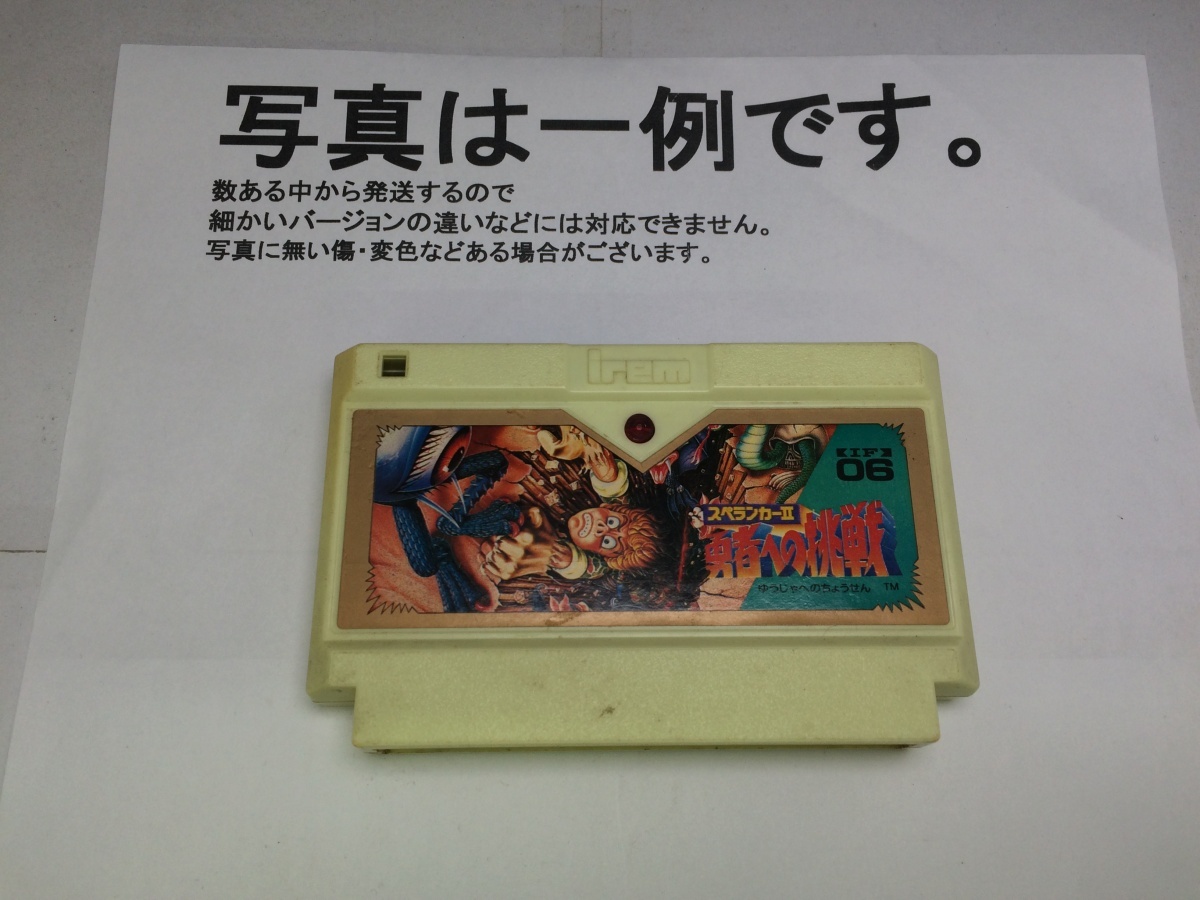 写真は一例です。
数ある中から発送するので
細かいバージョンの違いなどには対応できません。
写真に無い傷・変色などある場合がございます。
irem
【IF】
06
スペランカーII
勇者への挑戦
ゆうじゃへのちょうせん TM